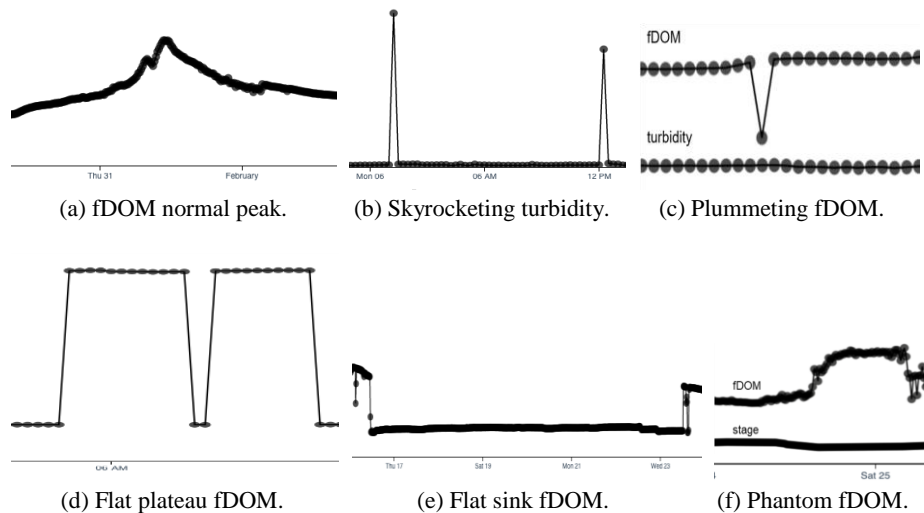 Thu 31 February
(a) fDOM normal peak.
Mon 06 06 AM 12 PM
(b) Skyrocketing turbidity.
fDOM
turbidity
(c) Plummeting fDOM.
06 AM
(d) Flat plateau fDOM.
Thu 17 Sat 19 Mon 21 Wed 23
(e) Flat sink fDOM.
fDOM
stage
Sat 25
(f) Phantom fDOM.